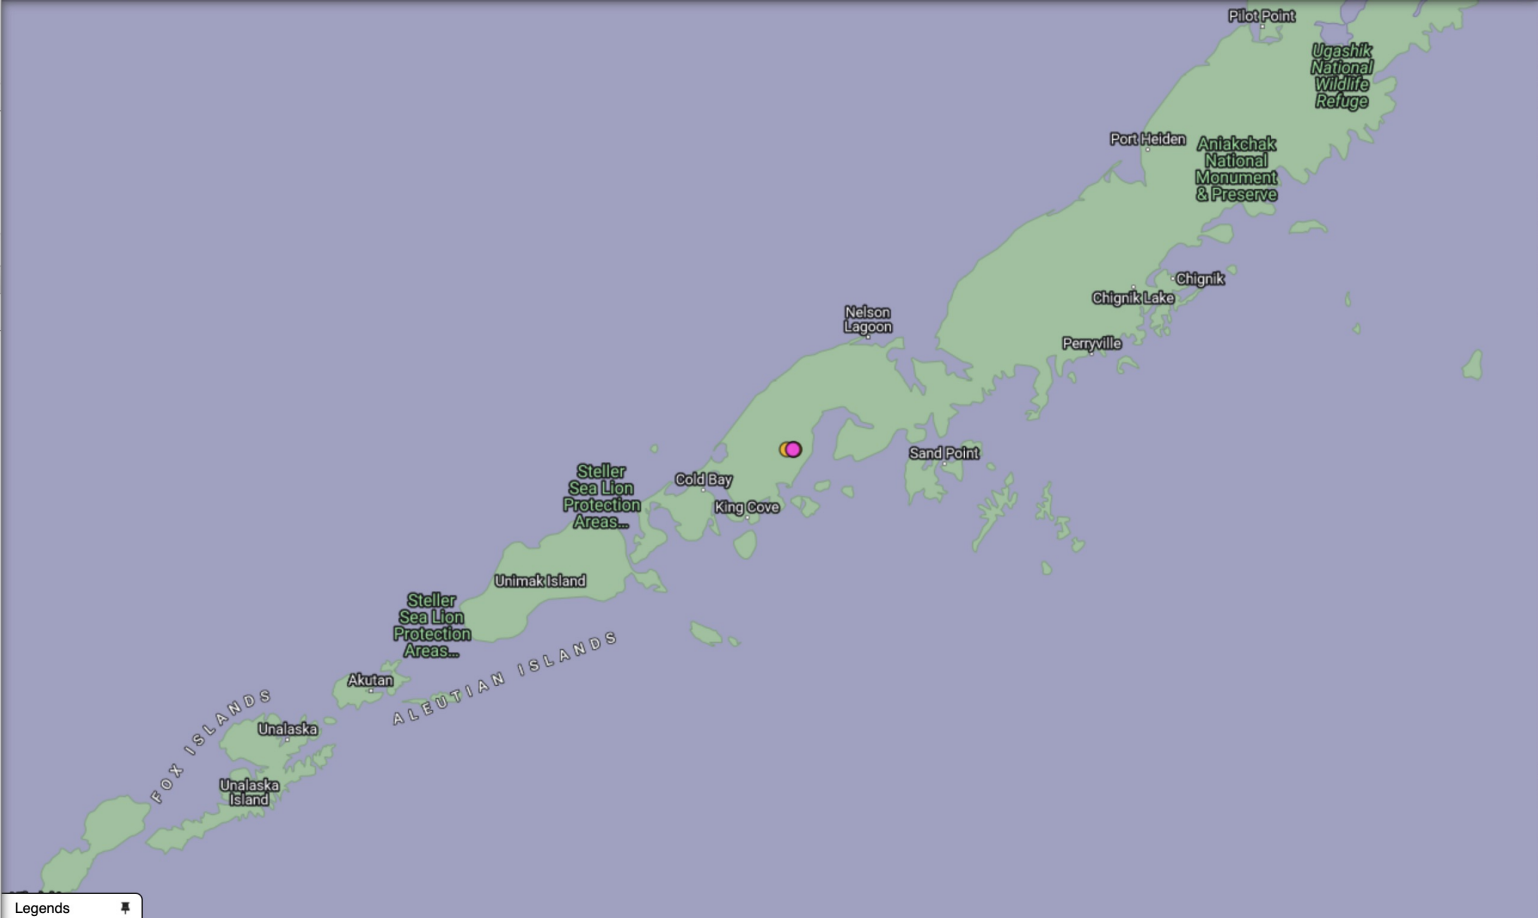 Pilot Point
Ugashik
National
Wildlife
Refuge
Port Heiden
Aniakchak
National
Monument
& Preserve
Chignik
Chignik Lake
Nelson
Lagoon
Perryville
Sand Point
Steller
Sea Lion
Protection
Areas...
Cold Bay
King Cove
Unimak Island
Steller
Sea Lion
Protection
Areas...
ALEUTIAN ISLANDS
Akutan
FOX ISLANDS
Unalaska
Unalaska
Island
Legends